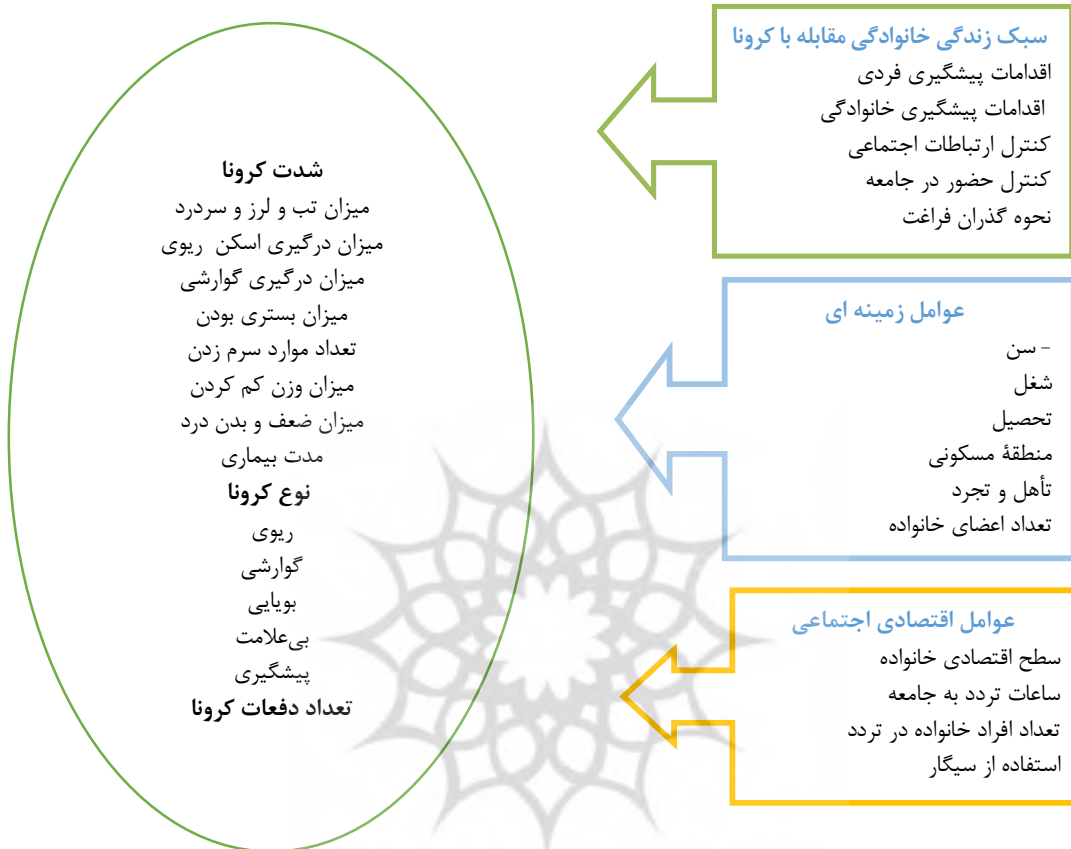 سبک زندگی خانوادگی مقابله با کرونا
اقدامات پیشگیری فردی
اقدامات پیشگیری خانوادگی
کنترل ارتباطات اجتماعی
کنترل حضور در جامعه
نحوه گذران فراغت
عوامل زمینه ای
- سن
شغل
تحصیل
منطقۀ مسکونی
تأهل و تجرد
تعداد اعضای خانواده
عوامل اقتصادی اجتماعی
سطح اقتصادی خانواده
ساعات تردد به جامعه
تعداد افراد خانواده در تردد
استفاده از سیگار
شدت کرونا
میزان تب و لرز و سردرد
میزان درگیری اسکن ریوی
میزان درگیری گوارشی
میزان بستری بودن
تعداد موارد سرم زدن
میزان وزن کم کردن
میزان ضعف و بدن درد
مدت بیماری
نوع کرونا
ریوی
گوارشی
بویایی
بی‌علامت
پیشگیری
تعداد دفعات کرونا